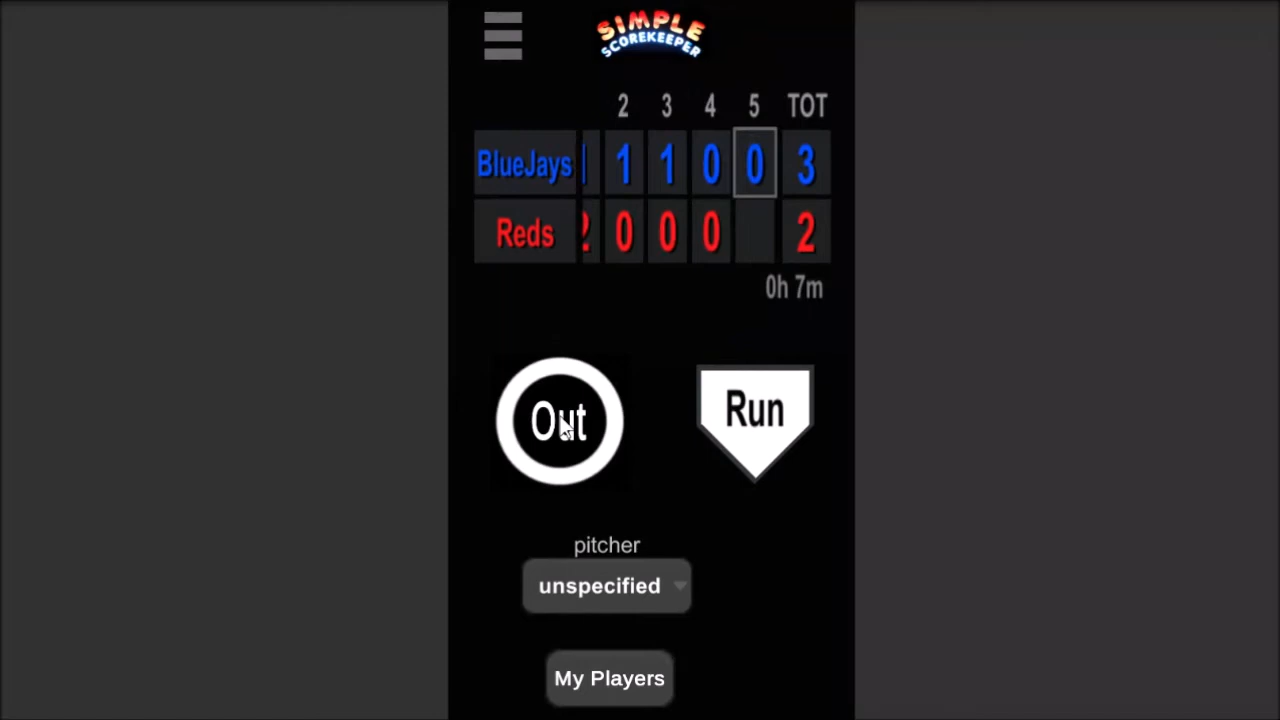 SIMPLE
SCOREKEEPER
2 3 4 5 TOT
BlueJays 1 1 0 0 3
Reds 2 0 0 0 2
0h 7m
Out
Run
pitcher
unspecified
My Players